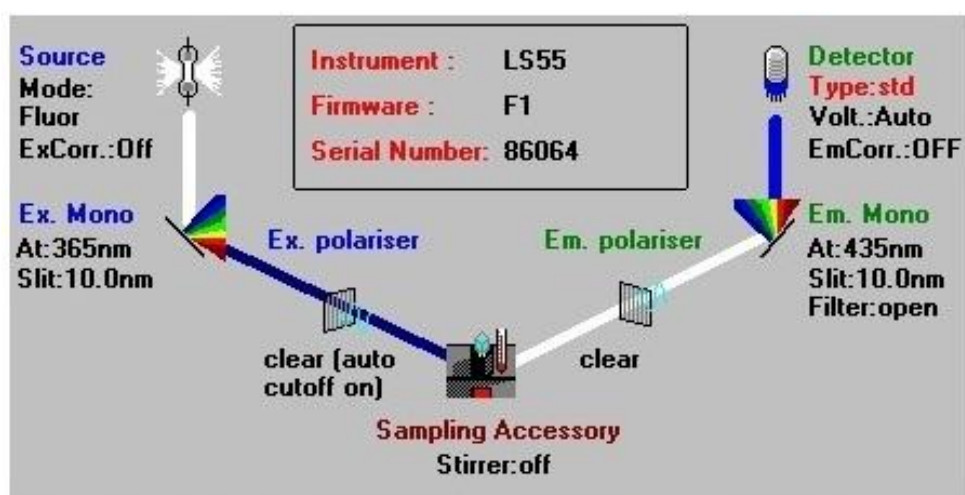 Source
Mode:
Fluor
ExCorr.:Off
Instrument : LS55
Firmware : F1
Serial Number: 86064
Detector
Type:std
Volt.:Auto
EmCorr.:OFF
Ex. Mono
At:365nm
Slit:10.0nm
Ex. polariser
Em. polariser
Em. Mono
At:435nm
Slit:10.0nm
Filter:open
clear (auto
cutoff on)
clear
Sampling Accessory
Stirrer:off